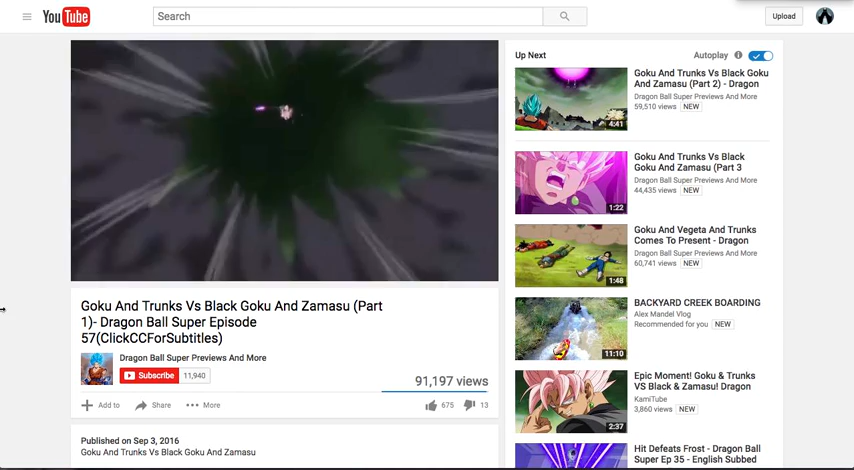 YouTube
Search
Upload
Up Next
Autoplay
Goku And Trunks Vs Black Goku
And Zamasu (Part 2) - Dragon
Dragon Ball Super Previews And More
59,510 views NEW
4:41
Goku And Trunks Vs Black
Goku And Zamasu (Part 3
Dragon Ball Super Previews And More
44,435 views NEW
1:22
Goku And Vegeta And Trunks
Comes To Present - Dragon
Dragon Ball Super Previews And More
60,741 views NEW
1:48
BACKYARD CREEK BOARDING
Alex Mandel Vlog
Recommended for you NEW
11:10
Epic Moment! Goku & Trunks
VS Black & Zamasu! Dragon
KamiTube
3,860 views NEW
2:37
Hit Defeats Frost - Dragon Ball
Super Ep 35 - English Subbed
Goku And Trunks Vs Black Goku And Zamasu (Part
1)- Dragon Ball Super Episode
57(ClickCCForSubtitles)
Dragon Ball Super Previews And More
Subscribe 11,940
91,197 views
Add to Share More
675 13
Published on Sep 3, 2016
Goku And Trunks Vs Black Goku And Zamasu